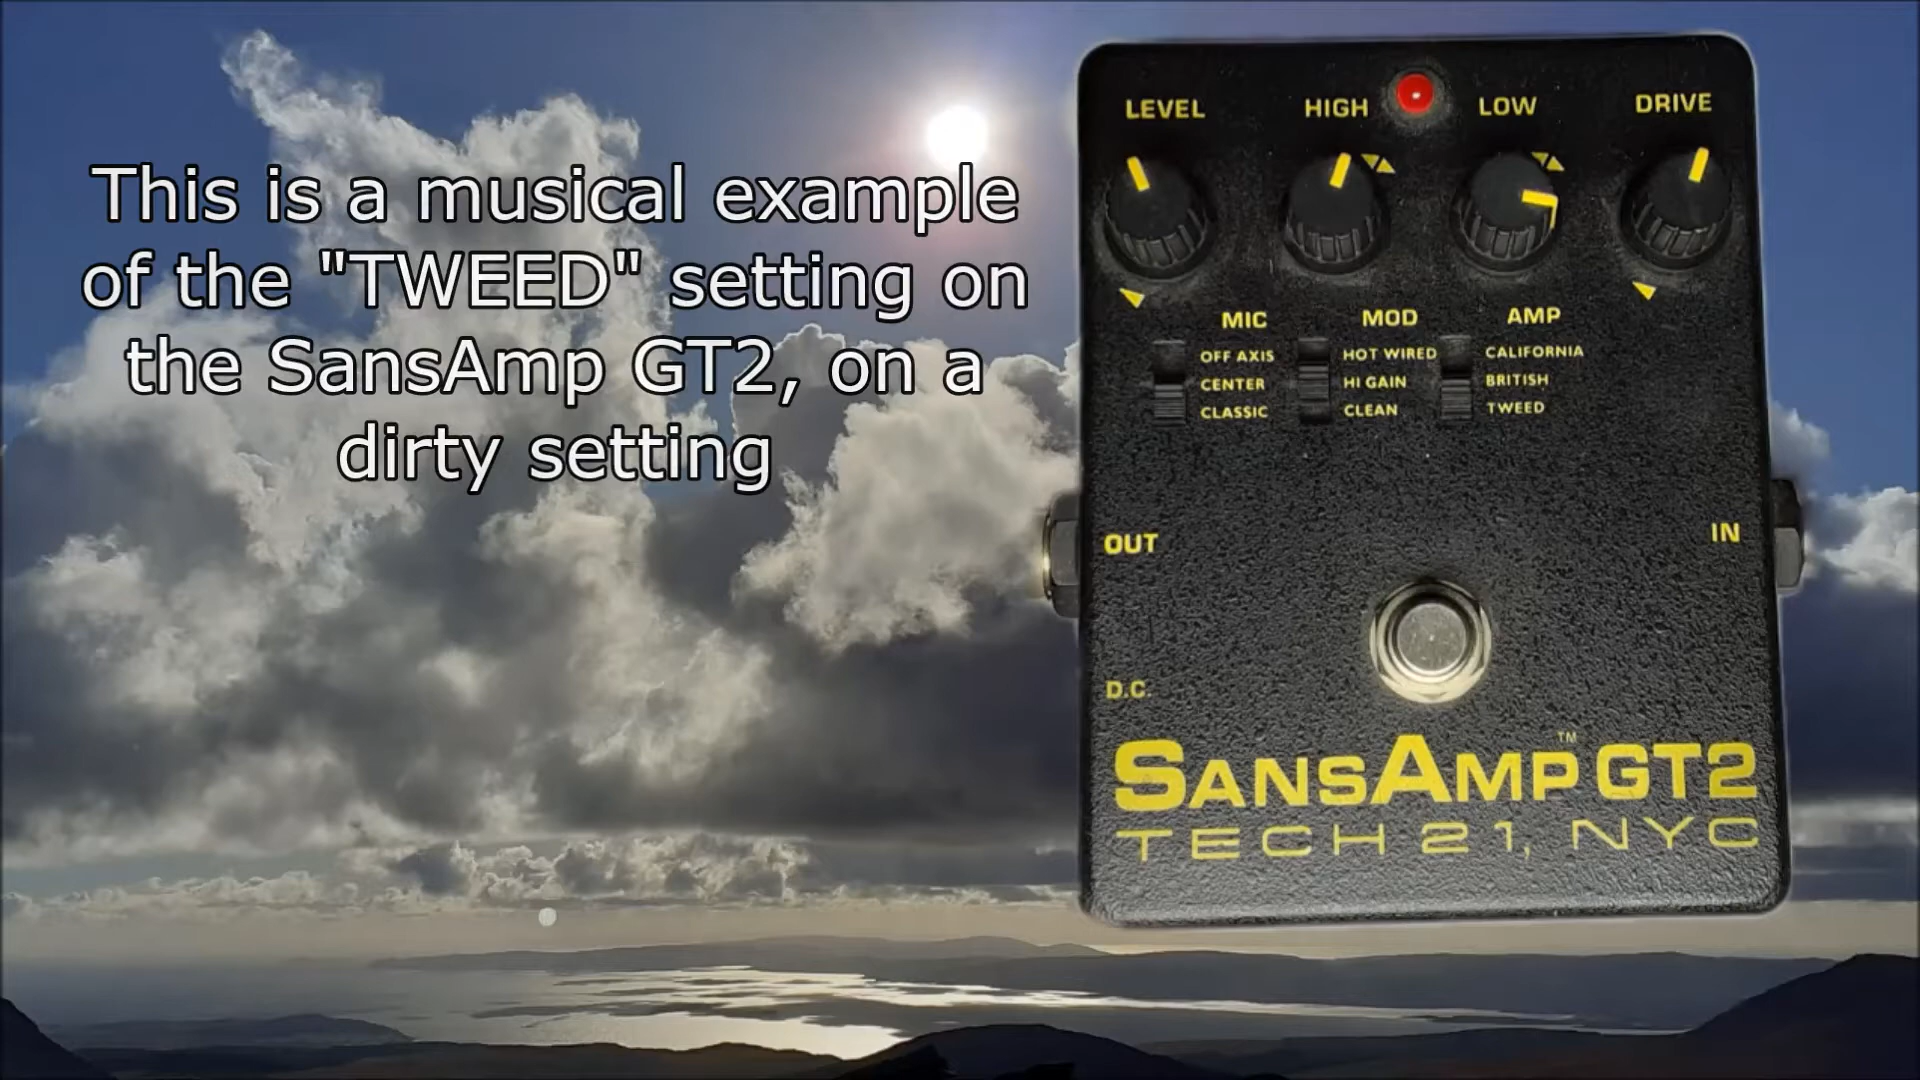 This is a musical example
of the "TWEED" setting on
the SansAmp GT2, on a
dirty setting
LEVEL HIGH LOW DRIVE
MIC MOD AMP
OFF AXIS HOT WIRED CALIFORNIA
CENTER HI GAIN BRITISH
CLASSIC CLEAN TWEED
OUT IN
D.C.
SANSAMP™ GT2
TECH 21, NYC